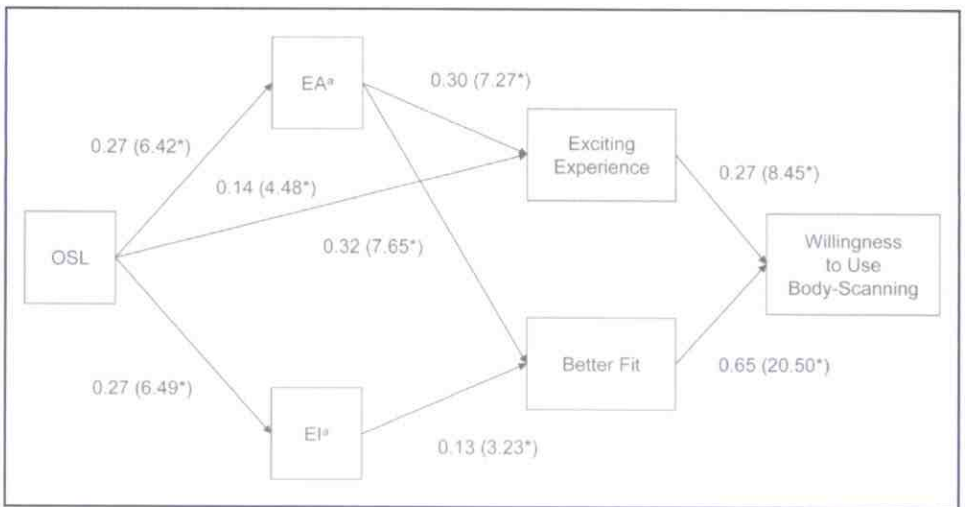 EAª
0.30 (7.27*)
Exciting
Experience
0.27 (6.42*)
0.14 (4.48*)
0.27 (8.45*)
OSL
0.32 (7.65*)
Willingness
to Use
Body-Scanning
Better Fit
0.65 (20.50*)
0.27 (6.49*)
EIª
0.13 (3.23*)